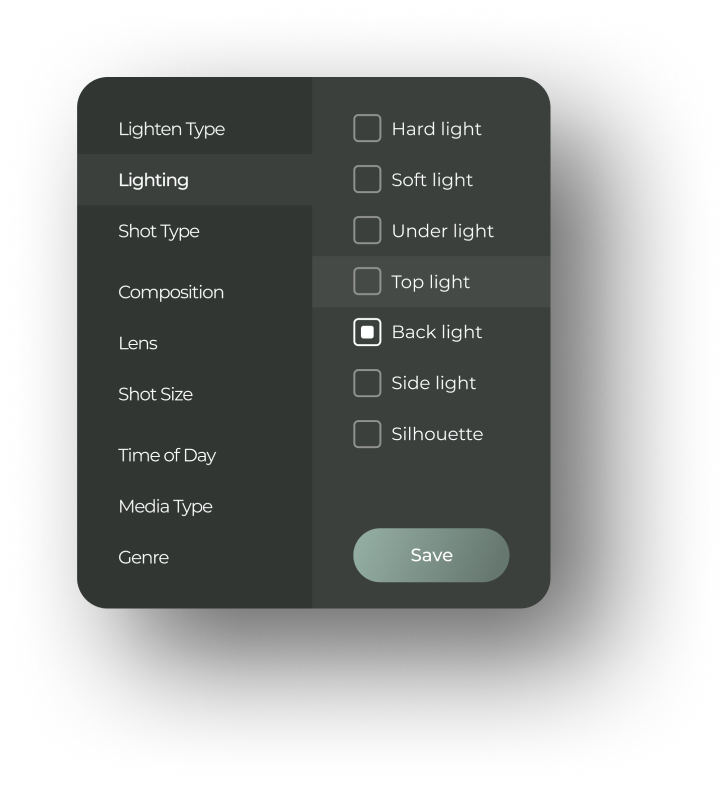 Lighten Type
Lighting
Shot Type
Composition
Lens
Shot Size
Time of Day
Media Type
Genre
Hard light
Soft light
Under light
Top light
Back light
Side light
Silhouette
Save